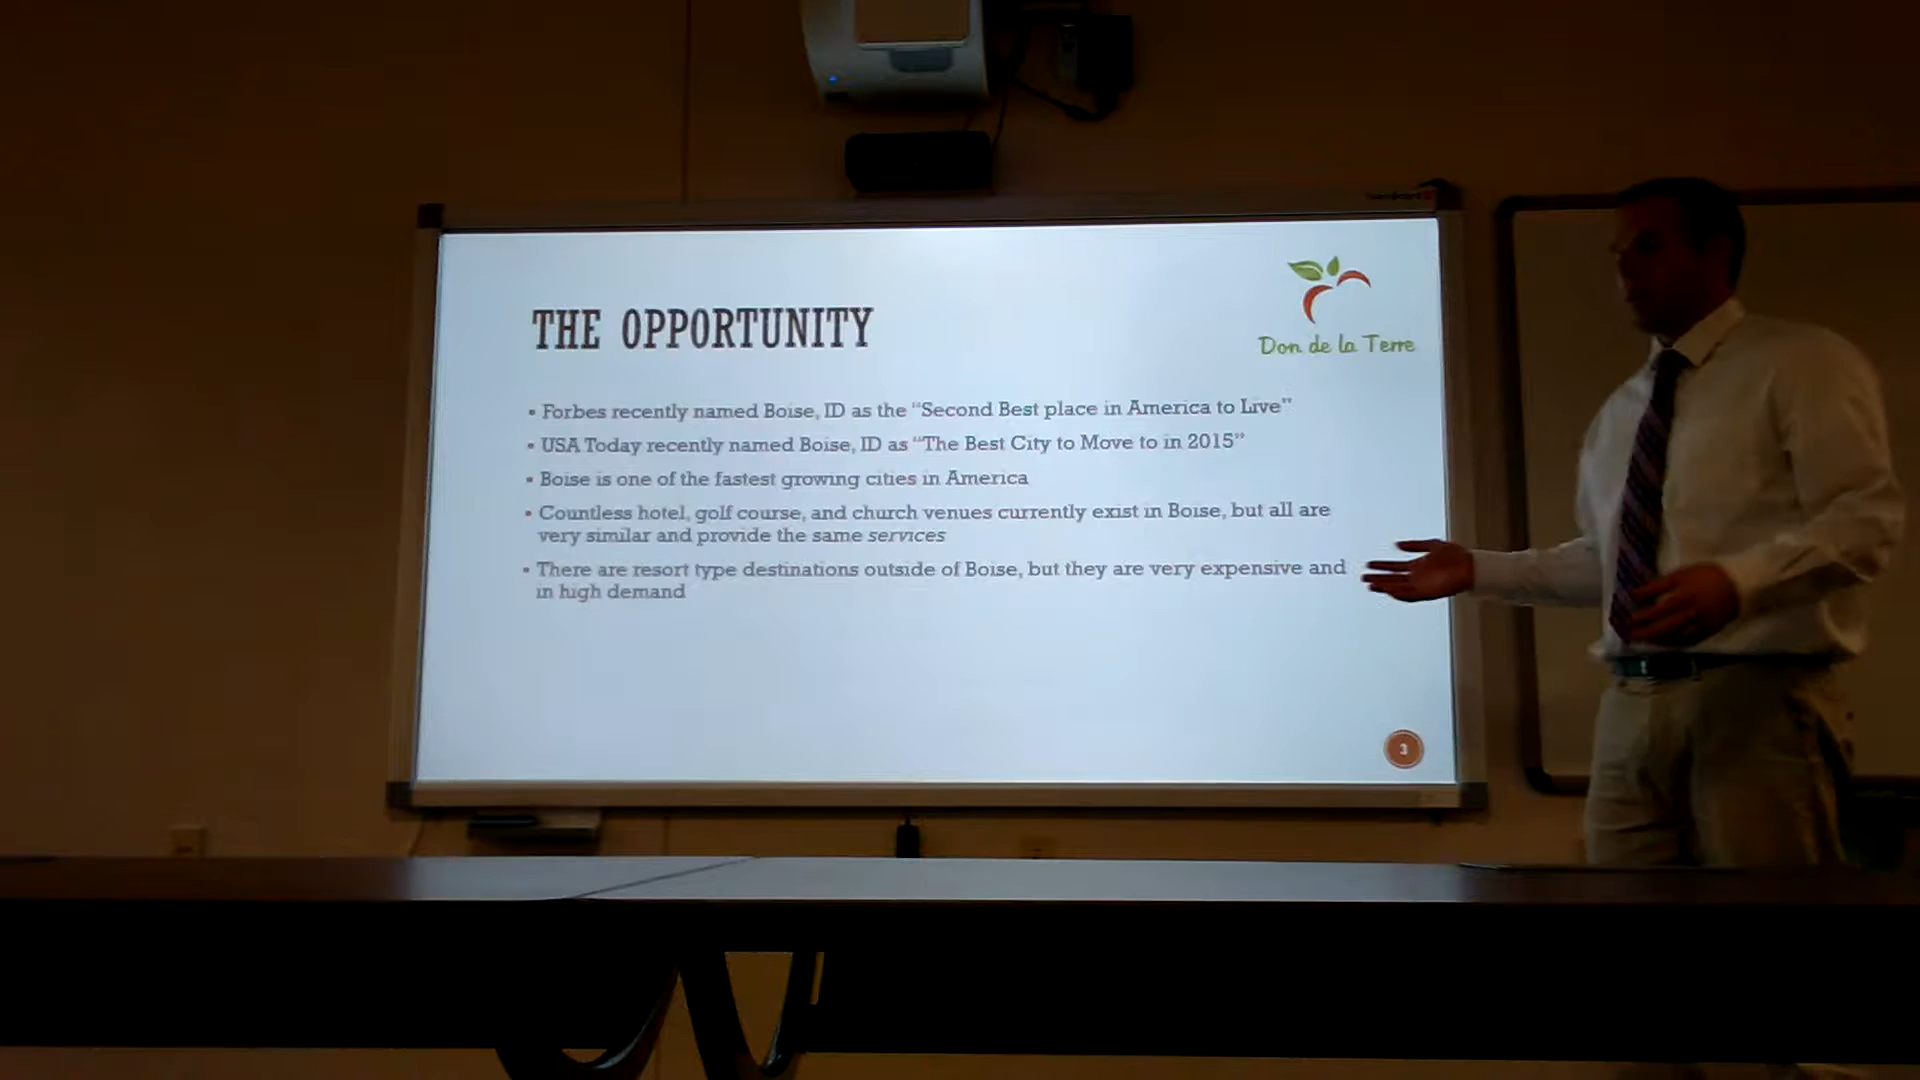 THE OPPORTUNITY
Don de la Terre
• Forbes recently named Boise, ID as the “Second Best place in America to Live”
• USA Today recently named Boise, ID as “The Best City to Move to in 2015”
• Boise is one of the fastest growing cities in America
• Countless hotel, golf course, and church venues currently exist in Boise, but all are
very similar and provide the same services
• There are resort type destinations outside of Boise, but they are very expensive and
in high demand
3